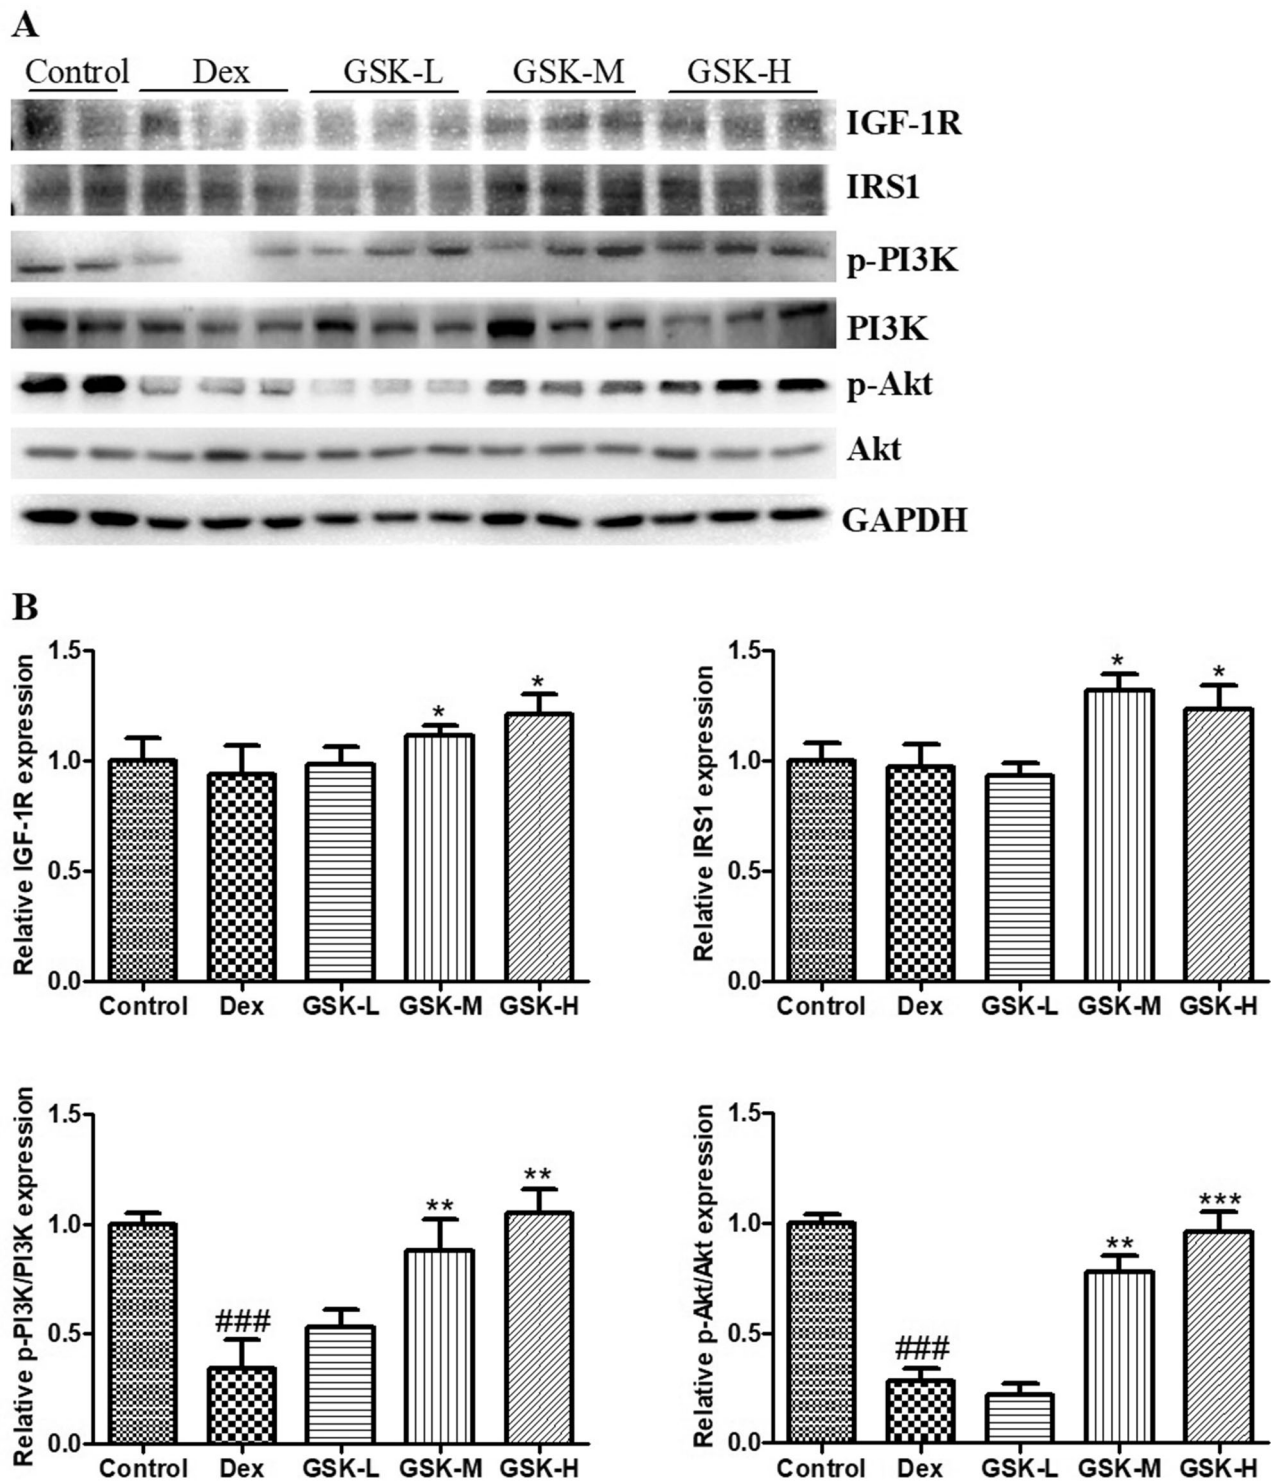 A
Control Dex GSK-L GSK-M GSK-H
IGF-1R
IRS1
p-PI3K
PI3K
p-Akt
Akt
GAPDH
B
Relative IGF-1R expression
1.5
1.0
0.5
0.0
*
*
Control Dex GSK-L GSK-M GSK-H
Relative IRS1 expression
1.5
1.0
0.5
0.0
*
*
Control Dex GSK-L GSK-M GSK-H
Relative p-PI3K/PI3K expression
1.5
1.0
0.5
0.0
###
**
**
Control Dex GSK-L GSK-M GSK-H
Relative p-Akt/Akt expression
1.5
1.0
0.5
0.0
###
**
***
Control Dex GSK-L GSK-M GSK-H